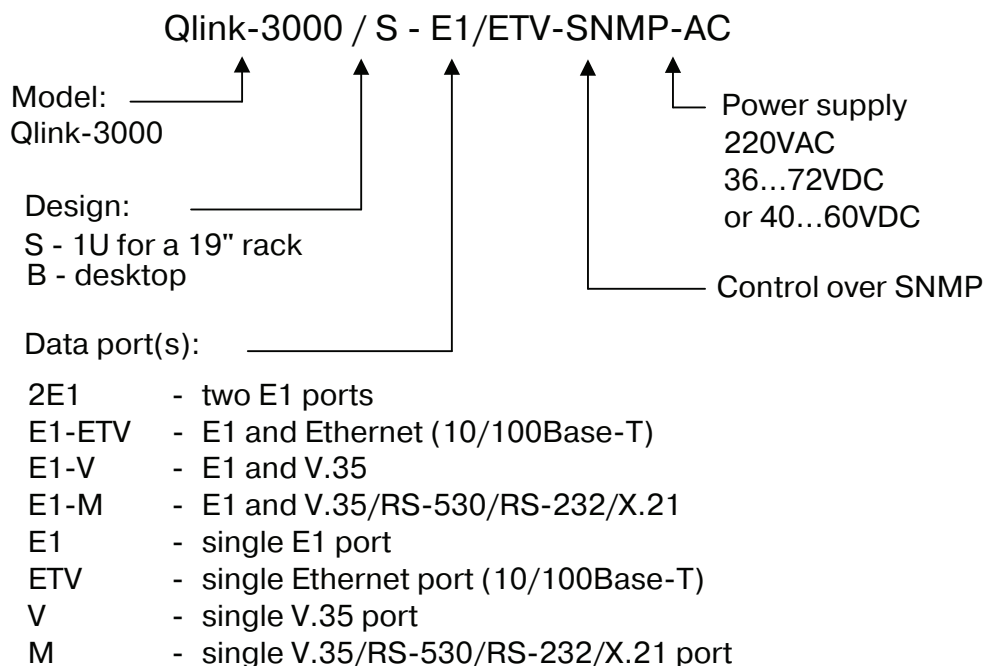 Qlink-3000 / S - E1/ETV-SNMP-AC
Model:
Qlink-3000
Power supply
220VAC
36...72VDC
or 40...60VDC
Design:
S - 1U for a 19" rack
B - desktop
Control over SNMP
Data port(s):
2E1 - two E1 ports
E1-ETV - E1 and Ethernet (10/100Base-T)
E1-V - E1 and V.35
E1-M - E1 and V.35/RS-530/RS-232/X.21
E1 - single E1 port
ETV - single Ethernet port (10/100Base-T)
V - single V.35 port
M - single V.35/RS-530/RS-232/X.21 port